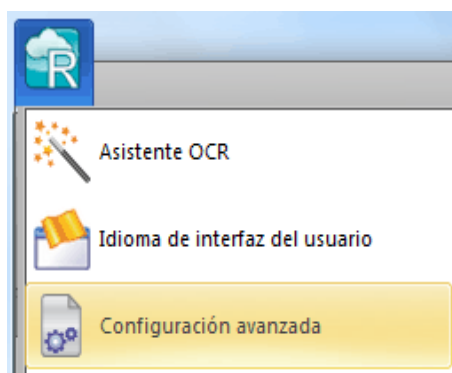 R
Asistente OCR
Idioma de interfaz del usuario
Configuración avanzada